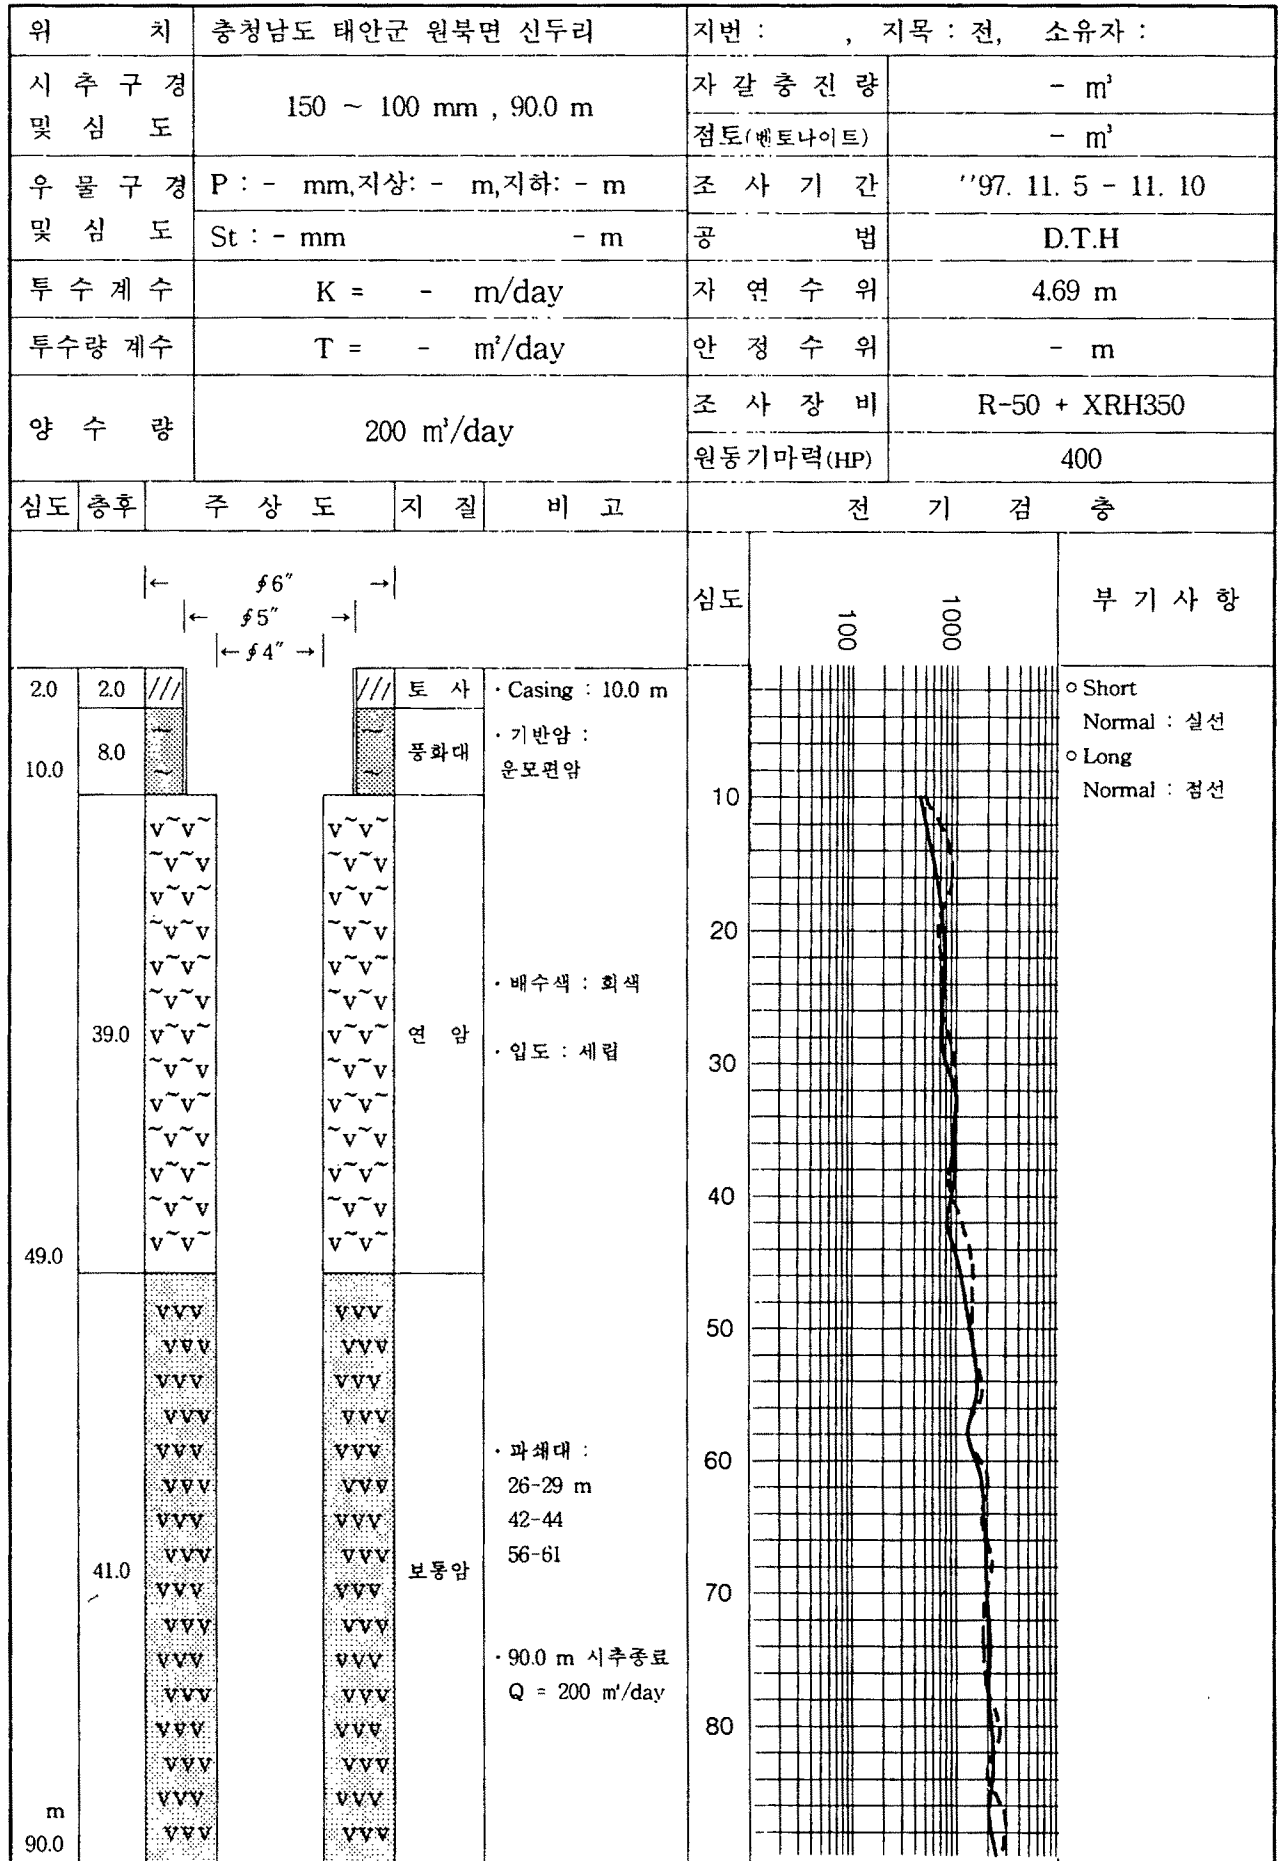 위 치 충청남도 태안군 원북면 신두리 지번 : , 지목 : 전, 소유자 :
시 추 구 경 및 심 도 150 ~ 100 mm , 90.0 m
자 갈 충 진 량 - m³
점토(벤토나이트) - m³
우 물 구 경 및 심 도 P : - mm,지상: - m,지하: - m
St : - mm - m
조 사 기 간 ''97. 11. 5 - 11. 10
공 법 D.T.H
투 수 계 수 K = - m/day 자 연 수 위 4.69 m
투수량 계수 T = - m²/day 안 정 수 위 - m
양 수 량 200 m³/day
조 사 장 비 R-50 + XRH350
원동기마력(HP) 400
심도 층후 주 상 도 지 질 비 고 전 기 검 층
∮6″
∮5″
∮4″
심도 100 1000 부 기 사 항
2.0 2.0 토 사 · Casing : 10.0 m
10.0 8.0 풍화대 · 기반암 :
운모편암
39.0 연 암 · 배수색 : 회색
· 입도 : 세립
49.0
41.0 보통암
· 파쇄대 :
26-29 m
42-44
56-61
· 90.0 m 시추종료
Q = 200 m³/day
m
90.0
10
20
30
40
50
60
70
80
○ Short
Normal : 실선
○ Long
Normal : 점선